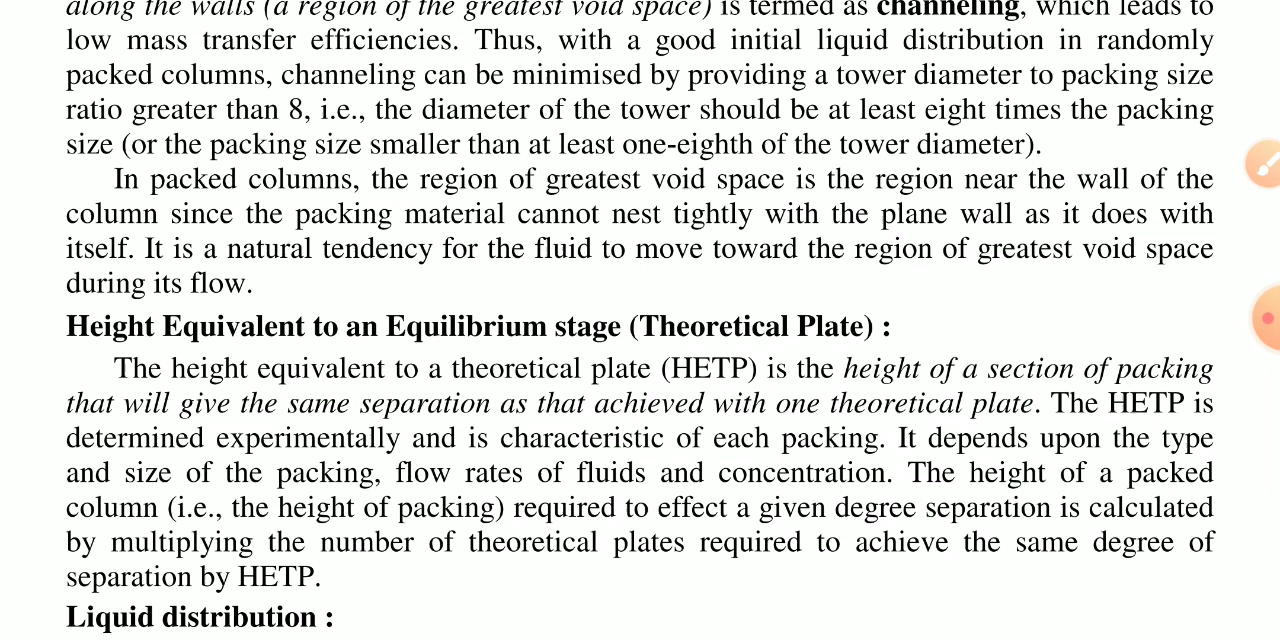 along the walls (a region of the greatest void space) is termed as channeling, which leads to
low mass transfer efficiencies. Thus, with a good initial liquid distribution in randomly
packed columns, channeling can be minimised by providing a tower diameter to packing size
ratio greater than 8, i.e., the diameter of the tower should be at least eight times the packing
size (or the packing size smaller than at least one-eighth of the tower diameter).
In packed columns, the region of greatest void space is the region near the wall of the
column since the packing material cannot nest tightly with the plane wall as it does with
itself. It is a natural tendency for the fluid to move toward the region of greatest void space
during its flow.
Height Equivalent to an Equilibrium stage (Theoretical Plate) :
The height equivalent to a theoretical plate (HETP) is the height of a section of packing
that will give the same separation as that achieved with one theoretical plate. The HETP is
determined experimentally and is characteristic of each packing. It depends upon the type
and size of the packing, flow rates of fluids and concentration. The height of a packed
column (i.e., the height of packing) required to effect a given degree separation is calculated
by multiplying the number of theoretical plates required to achieve the same degree of
separation by HETP.
Liquid distribution :